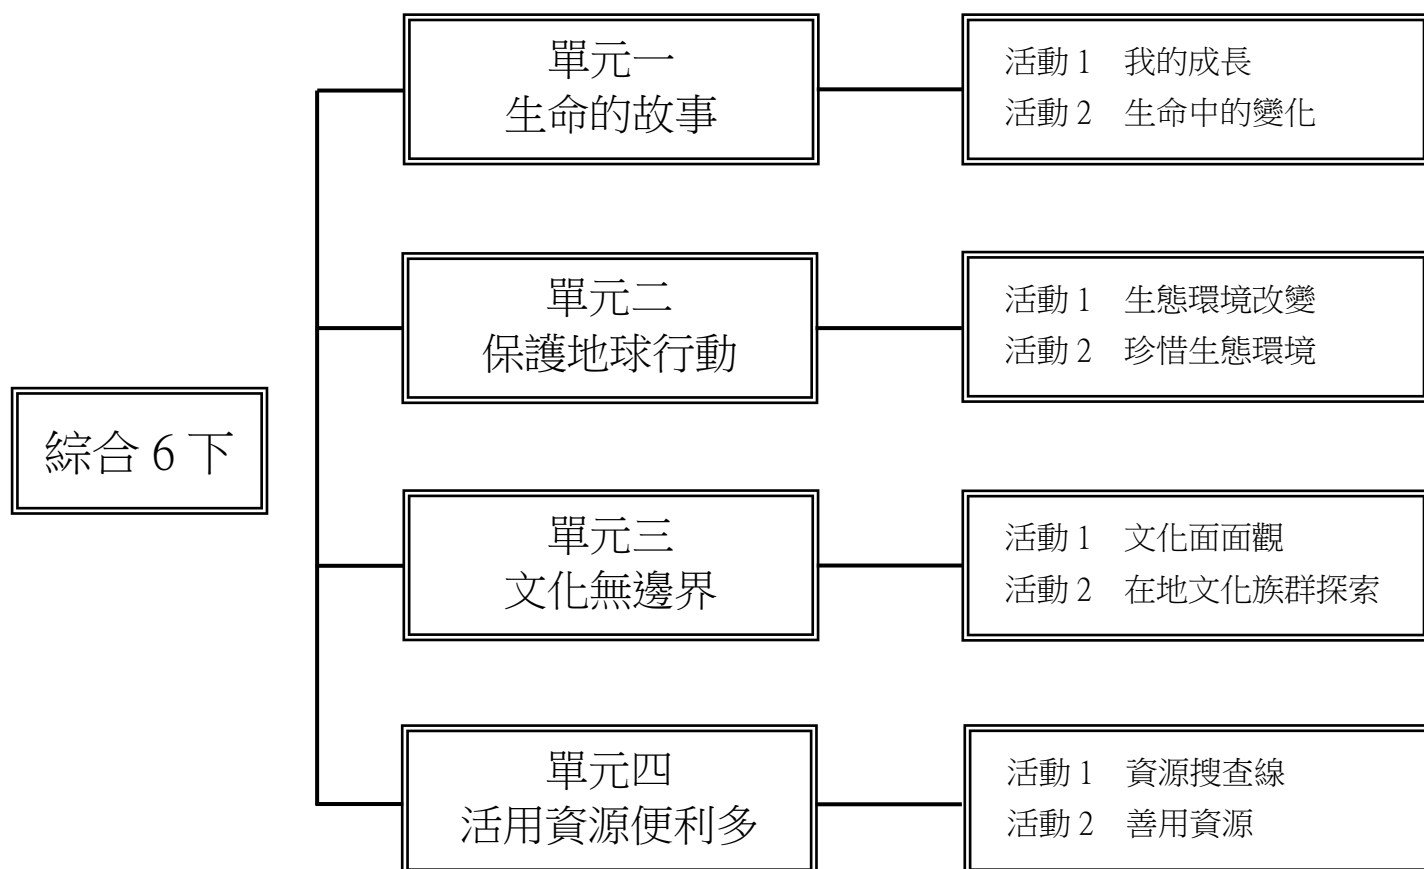 綜合 6 下
單元一
生命的故事
活動 1　我的成長
活動 2　生命中的變化
單元二
保護地球行動
活動 1　生態環境改變
活動 2　珍惜生態環境
單元三
文化無邊界
活動 1　文化面面觀
活動 2　在地文化族群探索
單元四
活用資源便利多
活動 1　資源搜查線
活動 2　善用資源